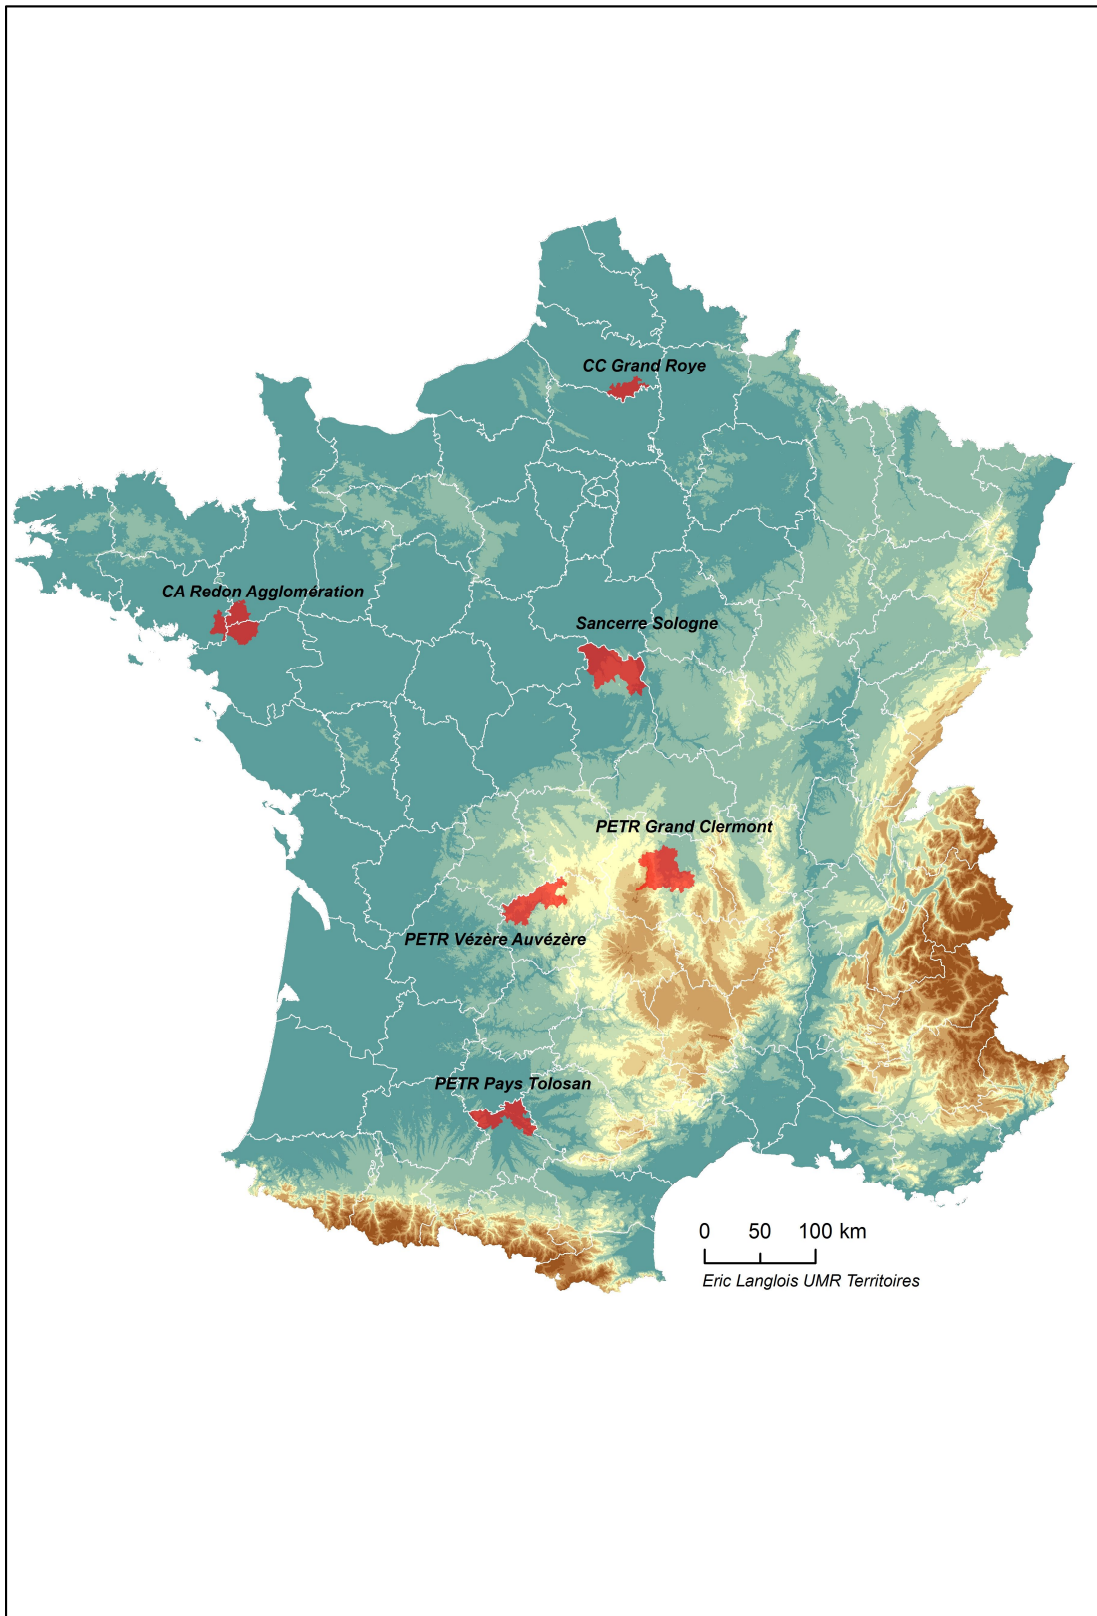 CC Grand Roye
CA Redon Agglomération
Sancerre Sologne
PETR Grand Clermont
PETR Vézère Auvézère
PETR Pays Tolosan
0 50 100 km
Eric Langlois UMR Territoires